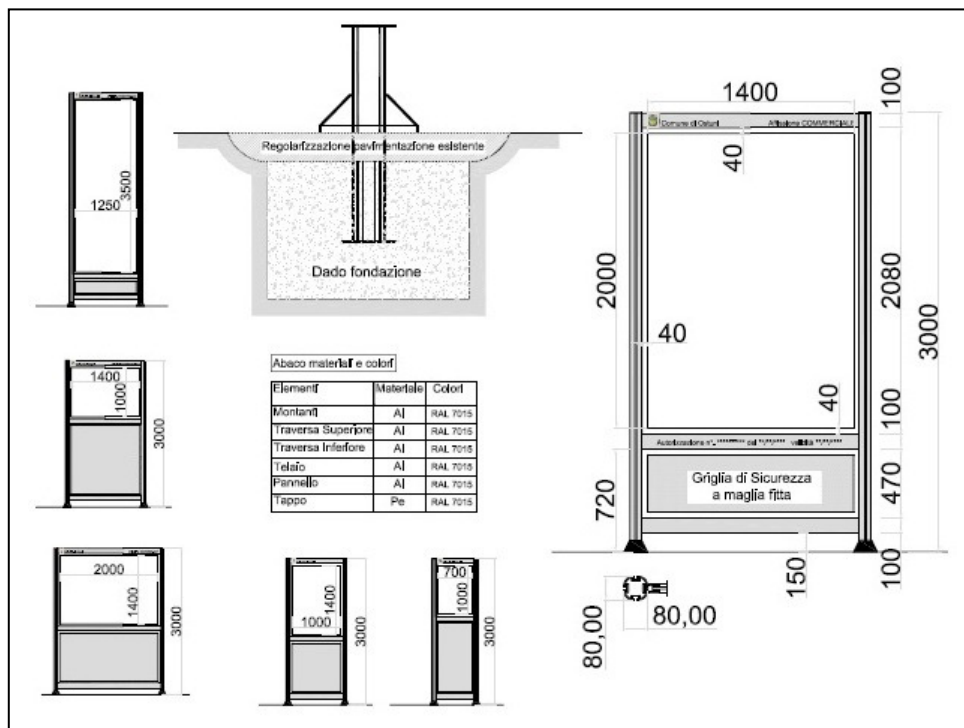 3500
1250
1400
1000
3000
2000
1400
3000
Regolarizzazione pavimentazione esistente
Dado fondazione
Abaco materiali e colori
Elementi Materiale Colori
Montanti Al RAL 7015
Traversa Superiore Al RAL 7015
Traversa Inferiore Al RAL 7015
Telaio Al RAL 7015
Pannello Al RAL 7015
Tappo Pe RAL 7015
1400
1000
3000
700
1000
3000
1400
100
Comune di Ostuni Affissione COMMERCIALE
40
2000
2080
3000
40
40
100
Autorizzazione n°. ******** del **/**/**** validità **/**/****
Griglia di Sicurezza
a maglia fitta
720
470
150
100
80,00
80,00